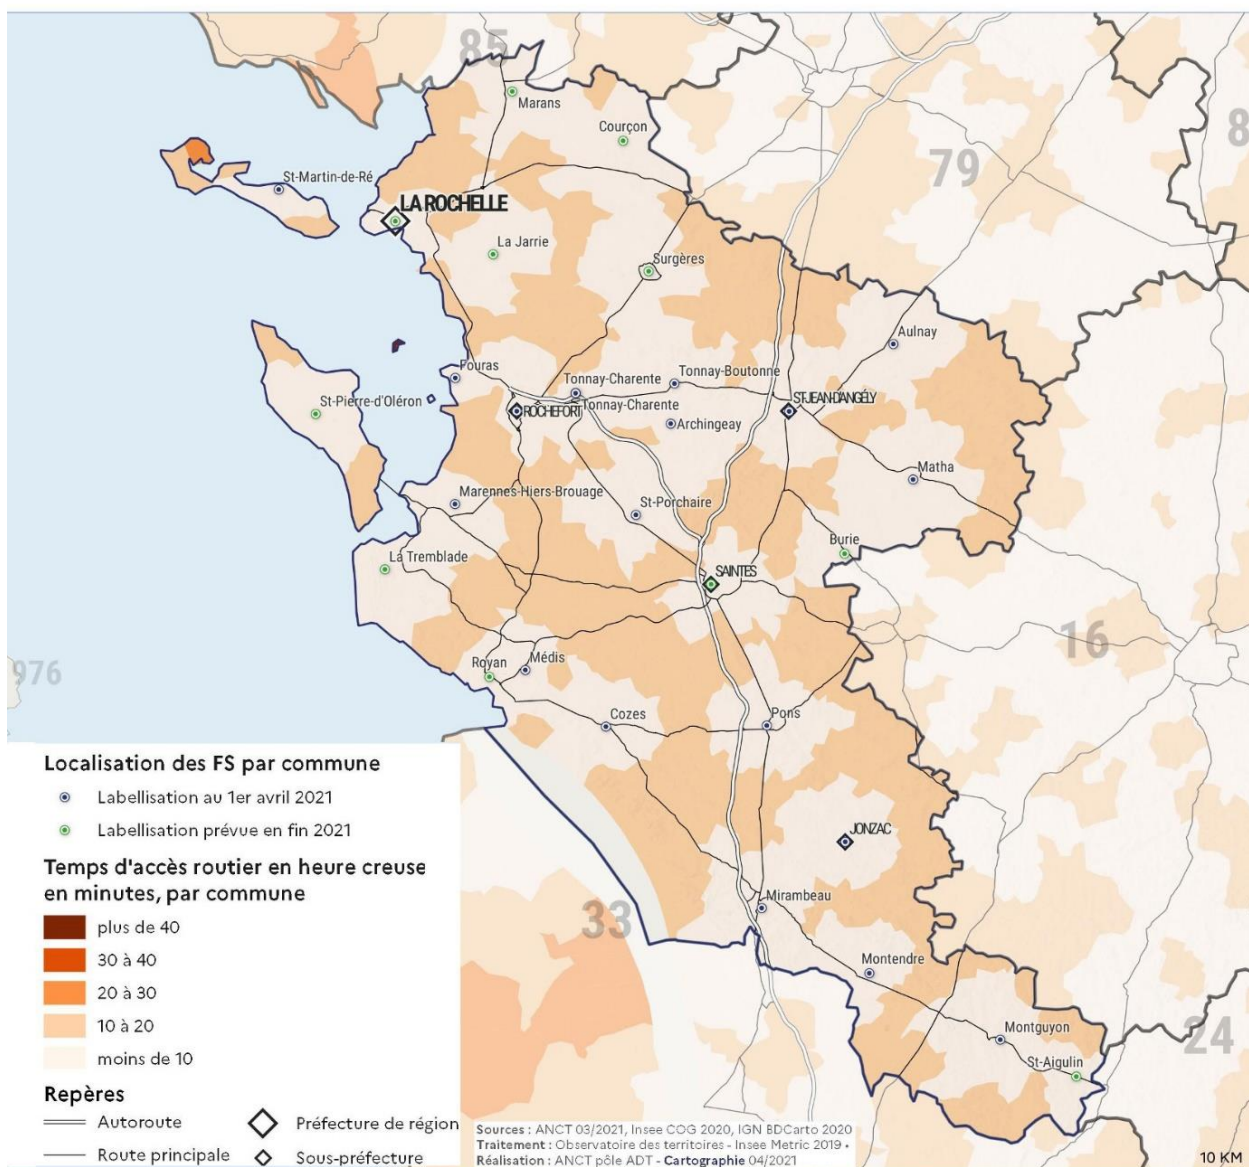 85
Marans
Courçon
79
8
St-Martin-de-Ré
LA ROCHELLE
La Jarrie
Surgères
Aulnay
Fouras
Tonnay-Charente
Tonnay-Boutonne
St-Pierre-d'Oléron
ROCHEFORT
Tonnay-Charente
ST-JEAN-D'ANGÉLY
Archingeay
Matha
Marennes-Hiers-Brouage
St-Porchaire
Burie
La Tremblade
SAINTES
16
976
Royan
Médis
Cozes
Pons
JONZAC
Mirambeau
33
Montendre
Montguyon
24
St-Aigulin
Localisation des FS par commune
Labellisation au 1er avril 2021
Labellisation prévue en fin 2021
Temps d'accès routier en heure creuse
en minutes, par commune
plus de 40
30 à 40
20 à 30
10 à 20
moins de 10
Repères
Autoroute
Préfecture de région
Route principale
Sous-préfecture
Sources : ANCT 03/2021, Insee COG 2020, IGN BDCarto 2020
Traitement : Observatoire des territoires - Insee Metric 2019 •
Réalisation : ANCT pôle ADT - Cartographie 04/2021
10 KM